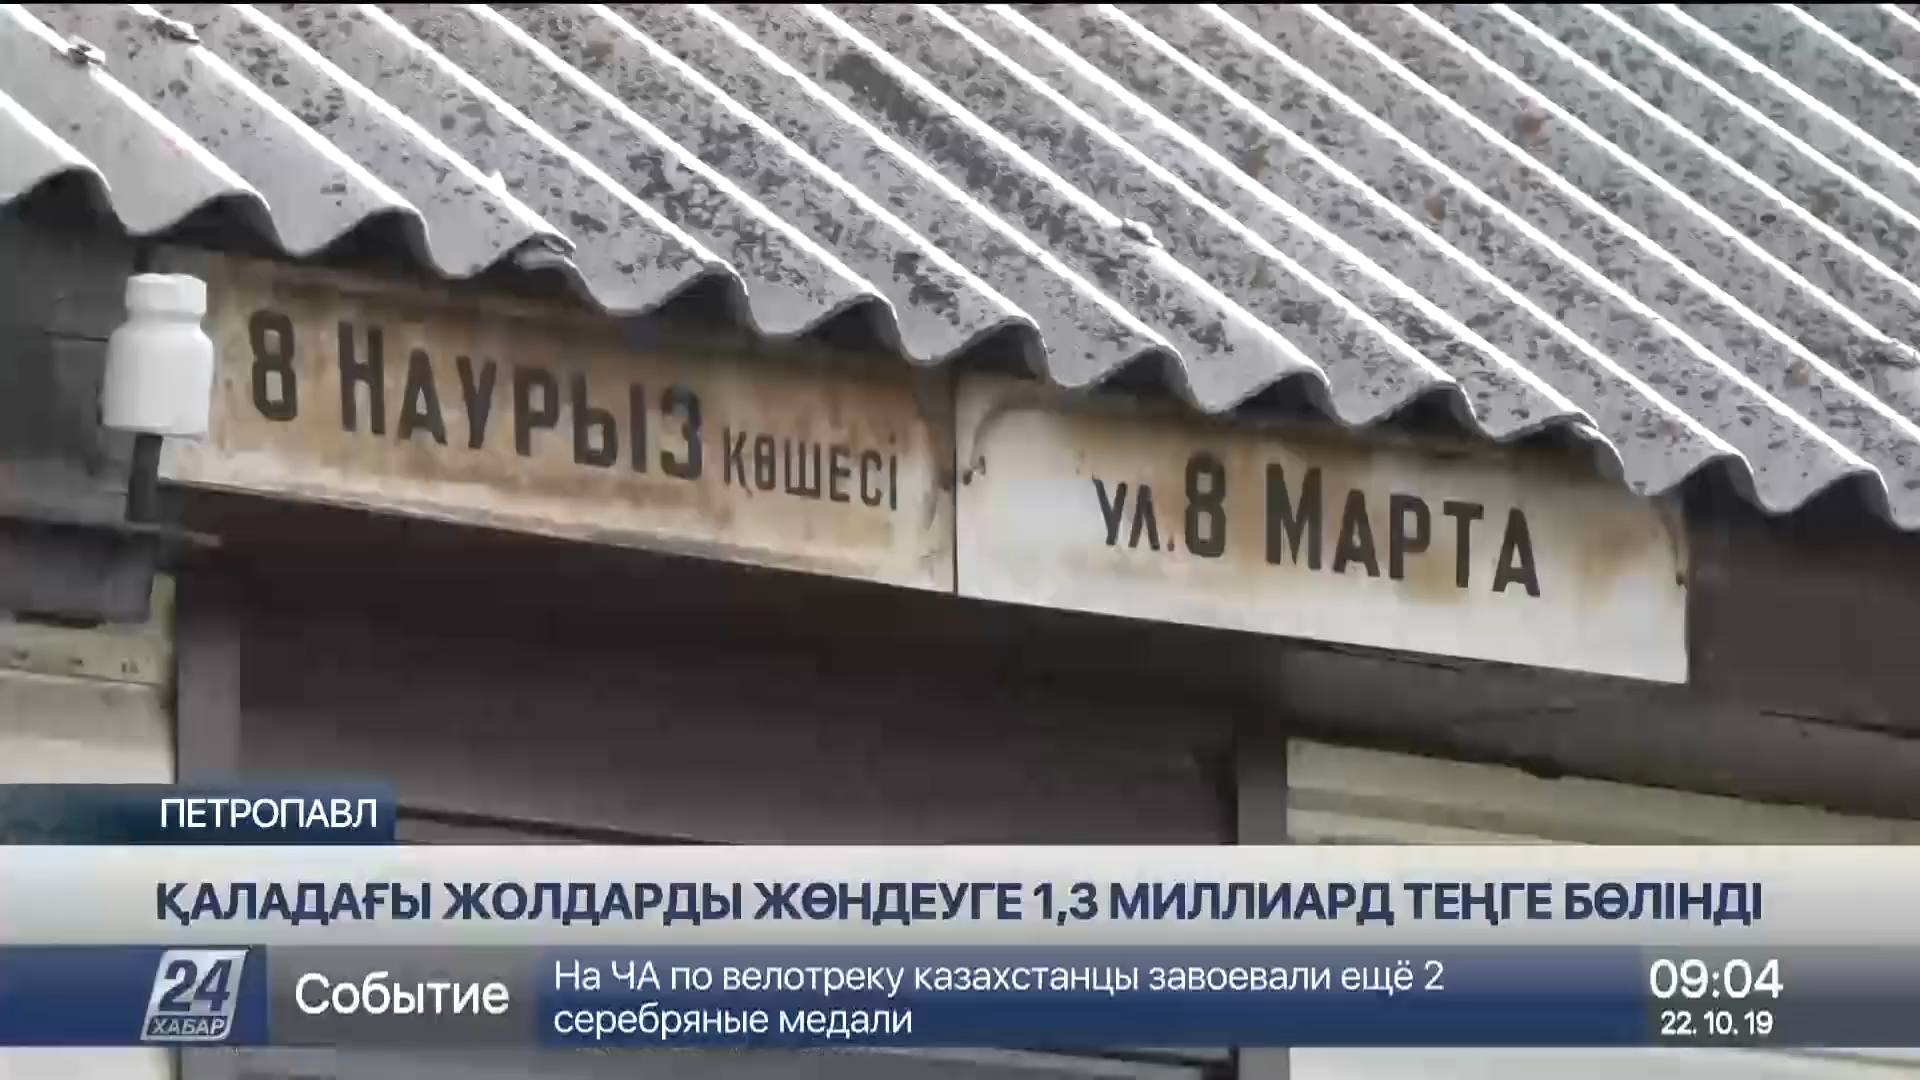 8 НАУРЫЗ КӨШЕСІ
УЛ. 8 МАРТА
ПЕТРОПАВЛ
ҚАЛАДАҒЫ ЖОЛДАРДЫ ЖӨНДЕУГЕ 1,3 МИЛЛИАРД ТЕҢГЕ БӨЛІНДІ
24
ХАБАР
Событие
На ЧА по велотреку казахстанцы завоевали ещё 2
серебряные медали
09:04
22.10.19